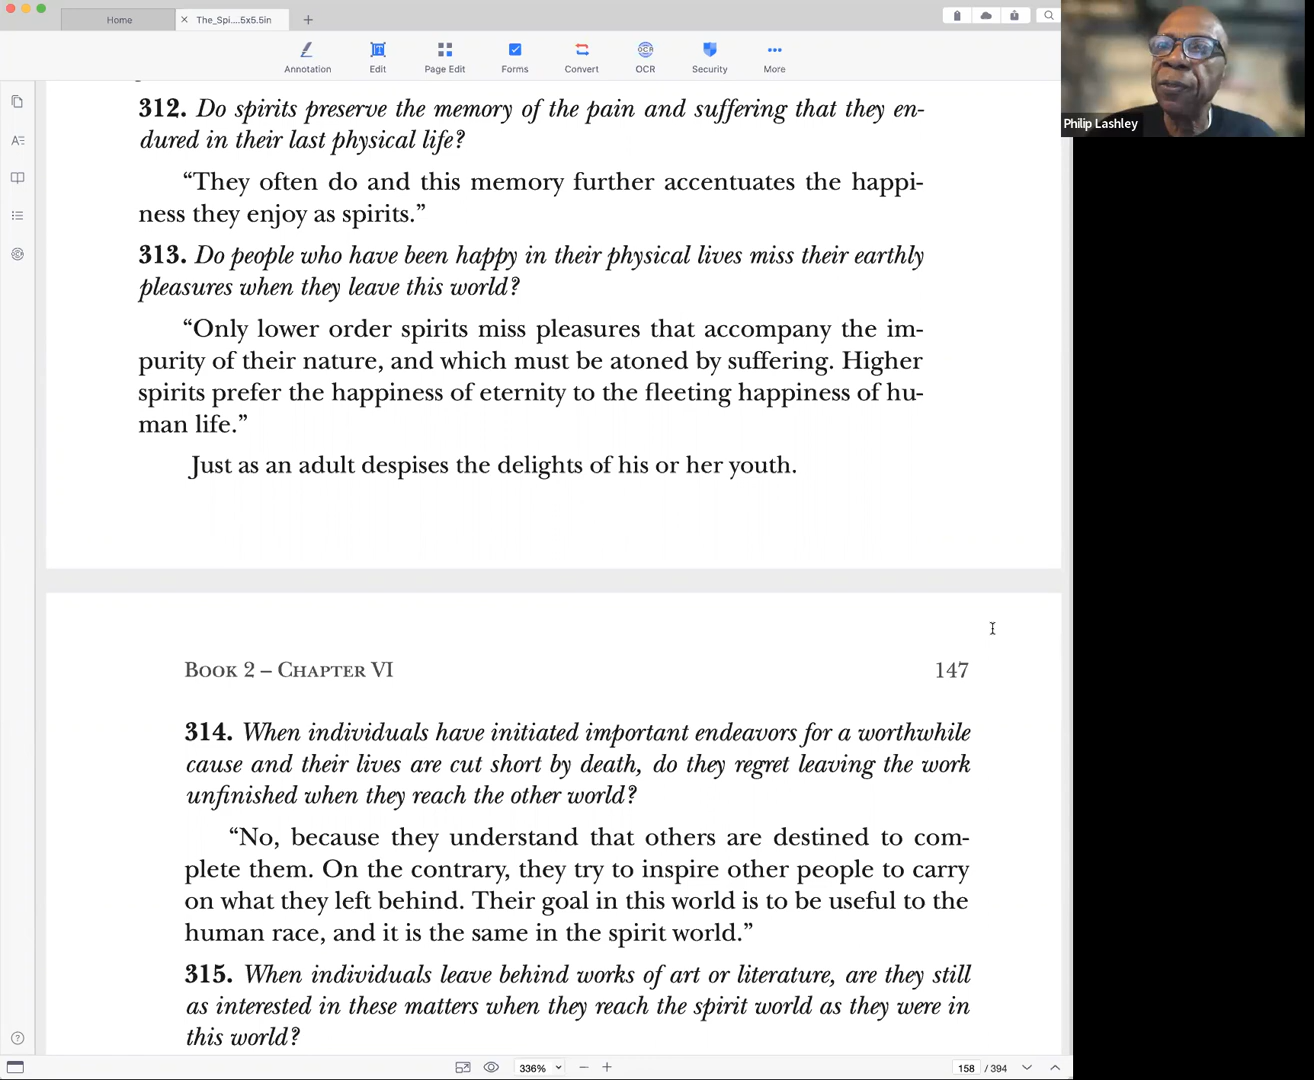 Home
The_Spi....5x5.5in
Annotation
Edit
Page Edit
Forms
Convert
OCR
OCR
Security
More
Philip Lashley
312. Do spirits preserve the memory of the pain and suffering that they en-
dured in their last physical life?
“They often do and this memory further accentuates the happi-
ness they enjoy as spirits.”
313. Do people who have been happy in their physical lives miss their earthly
pleasures when they leave this world?
“Only lower order spirits miss pleasures that accompany the im-
purity of their nature, and which must be atoned by suffering. Higher
spirits prefer the happiness of eternity to the fleeting happiness of hu-
man life.”
Just as an adult despises the delights of his or her youth.
BOOK 2 – CHAPTER VI 147
314. When individuals have initiated important endeavors for a worthwhile
cause and their lives are cut short by death, do they regret leaving the work
unfinished when they reach the other world?
“No, because they understand that others are destined to com-
plete them. On the contrary, they try to inspire other people to carry
on what they left behind. Their goal in this world is to be useful to the
human race, and it is the same in the spirit world.”
315. When individuals leave behind works of art or literature, are they still
as interested in these matters when they reach the spirit world as they were in
this world?
336%
158 / 394